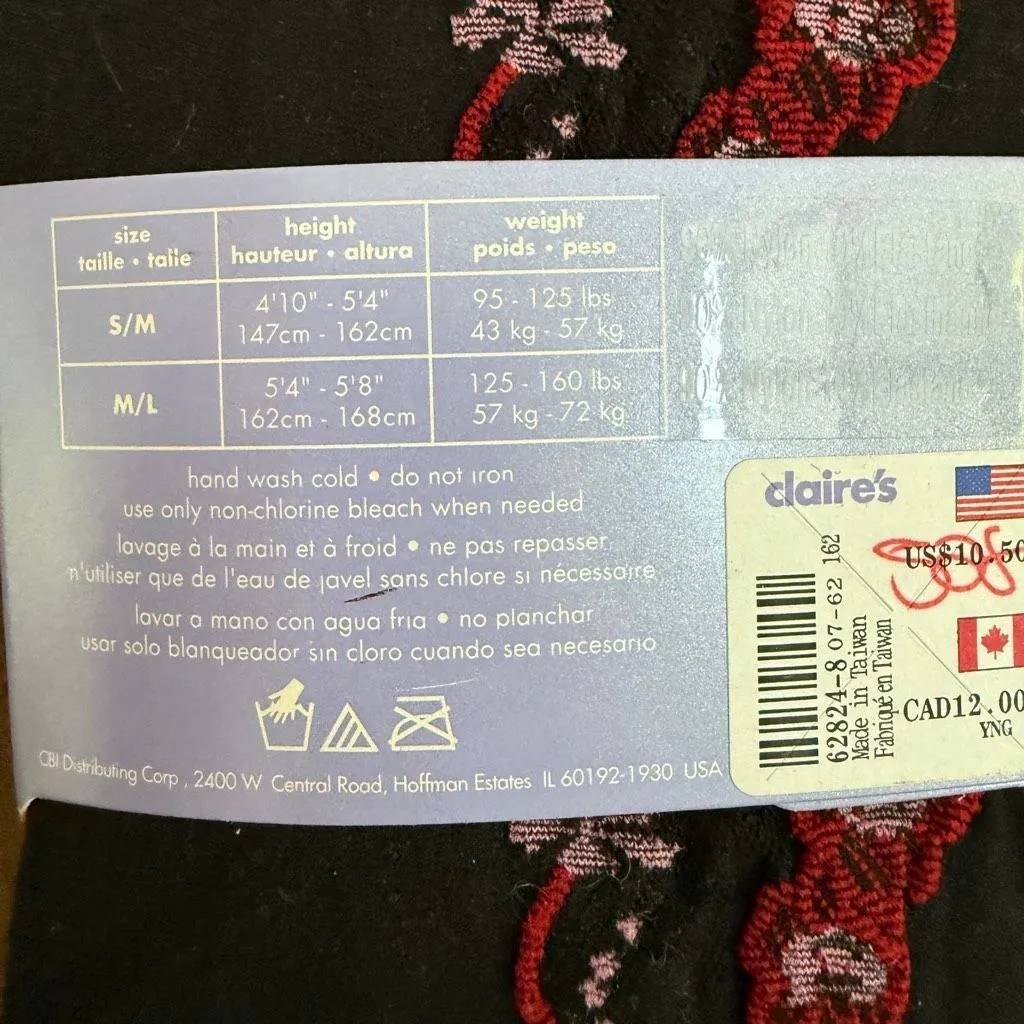 size
taille • talle
height
hauteur • altura
weight
poids • peso
S/M
4'10" - 5'4"
147cm - 162cm
95 - 125 lbs
43 kg - 57 kg
M/L
5'4" - 5'8"
162cm - 168cm
125 - 160 lbs
57 kg - 72 kg
hand wash cold • do not iron
use only non-chlorine bleach when needed
lavage à la main et à froid • ne pas repasser
n'utiliser que de l'eau de javel sans chlore si nécessaire
lavar a mano con agua fria • no planchar
usar solo blanqueador sin cloro cuando sea necesario
CBI Distributing Corp., 2400 W Central Road, Hoffman Estates IL 60192-1930 USA
claire's
US$10.50
CAD12.00
YNG
62824-8 07-62 162
Made in Taiwan
Fabriqué en Taiwan